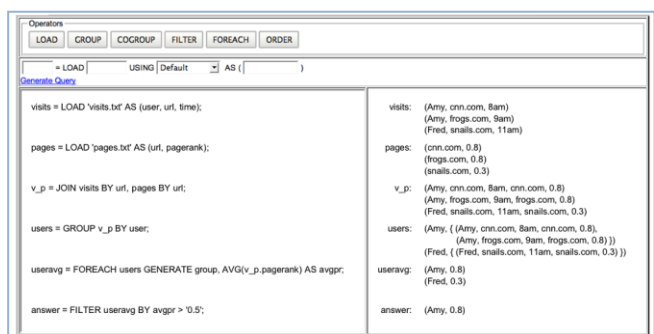 Operators
LOAD GROUP COGROUP FILTER FOREACH ORDER
= LOAD USING Default AS ( )
Generate Query
visits = LOAD 'visits.txt' AS (user, url, time);
pages = LOAD 'pages.txt' AS (url, pagerank);
v_p = JOIN visits BY url, pages BY url;
users = GROUP v_p BY user;
useravg = FOREACH users GENERATE group, AVG(v_p.pagerank) AS avgpr;
answer = FILTER useravg BY avgpr > '0.5';
visits: (Amy, cnn.com, 8am)
(Amy, frogs.com, 9am)
(Fred, snails.com, 11am)
pages: (cnn.com, 0.8)
(frogs.com, 0.8)
(snails.com, 0.3)
v_p: (Amy, cnn.com, 8am, cnn.com, 0.8)
(Amy, frogs.com, 9am, frogs.com, 0.8)
(Fred, snails.com, 11am, snails.com, 0.3)
users: (Amy, { (Amy, cnn.com, 8am, cnn.com, 0.8),
(Amy, frogs.com, 9am, frogs.com, 0.8) })
(Fred, { (Fred, snails.com, 11am, snails.com, 0.3) })
useravg: (Amy, 0.8)
(Fred, 0.3)
answer: (Amy, 0.8)